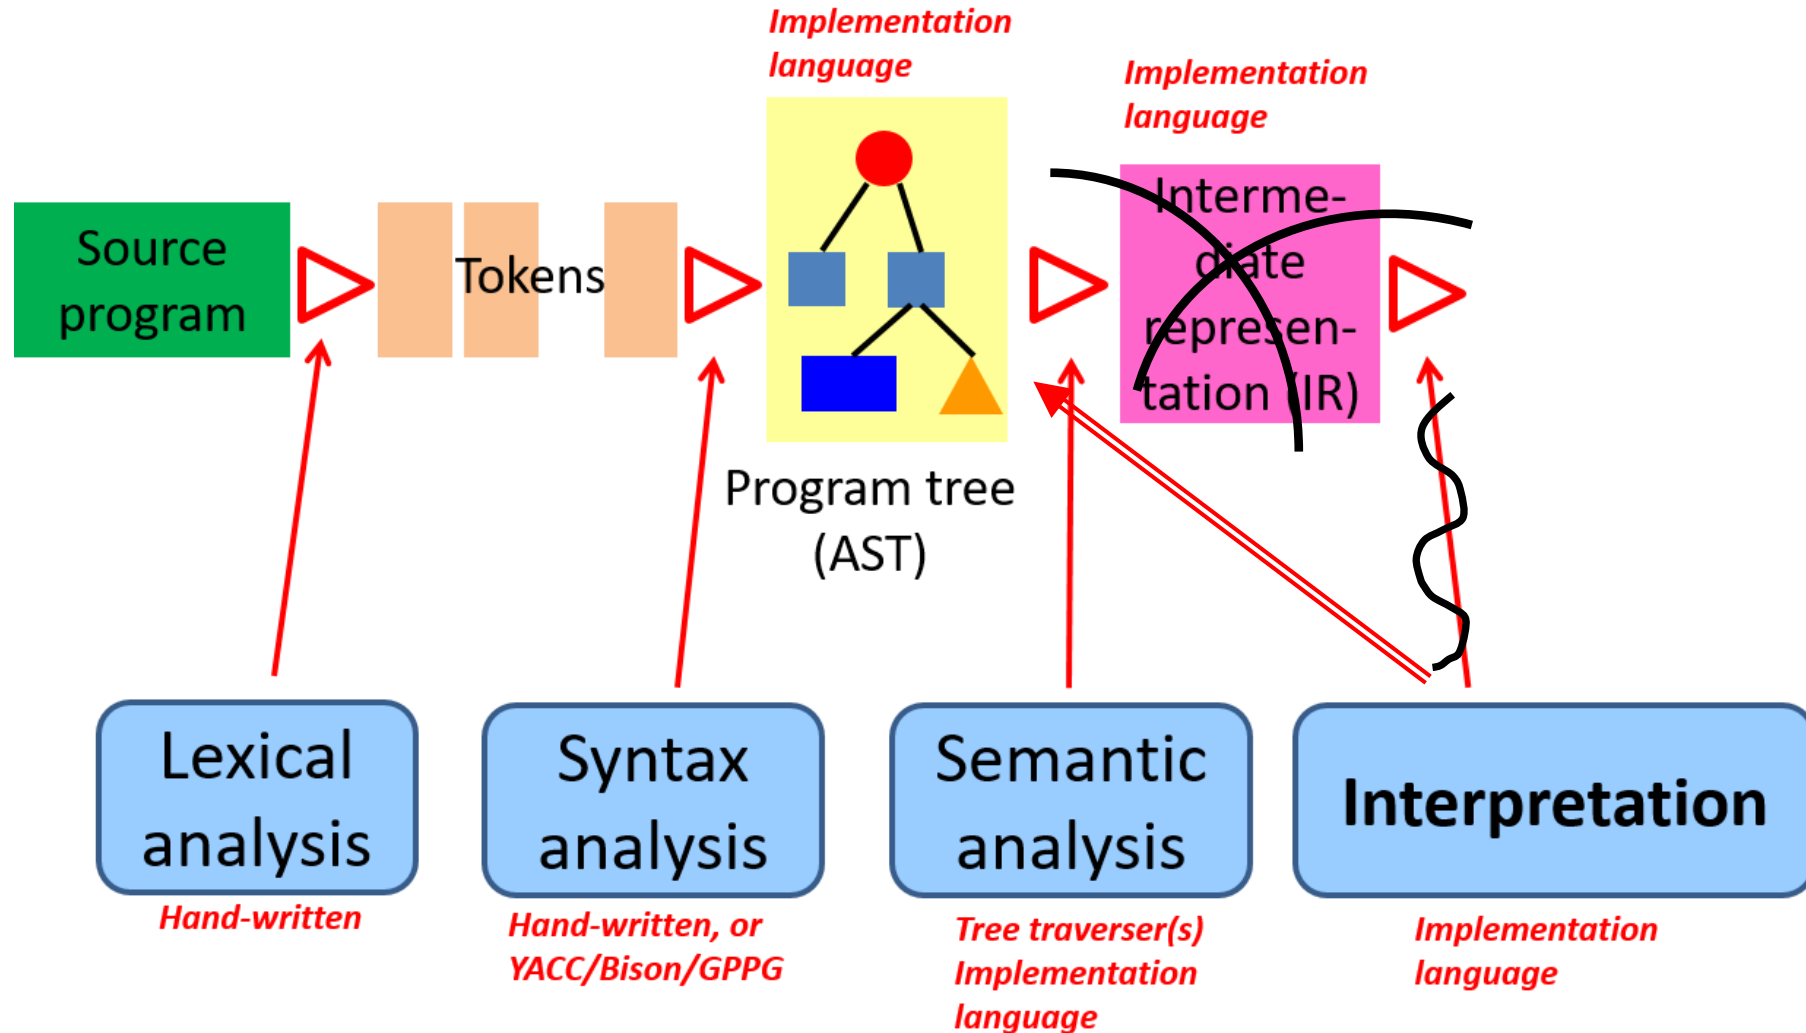 Implementation
language
Implementation
language
Source
program
Tokens
Interme-
diate
represen-
tation (IR)
Program tree
(AST)
Lexical
analysis
Syntax
analysis
Semantic
analysis
Interpretation
Hand-written
Hand-written, or
YACC/Bison/GPPG
Tree traverser(s)
Implementation
language
Implementation
language